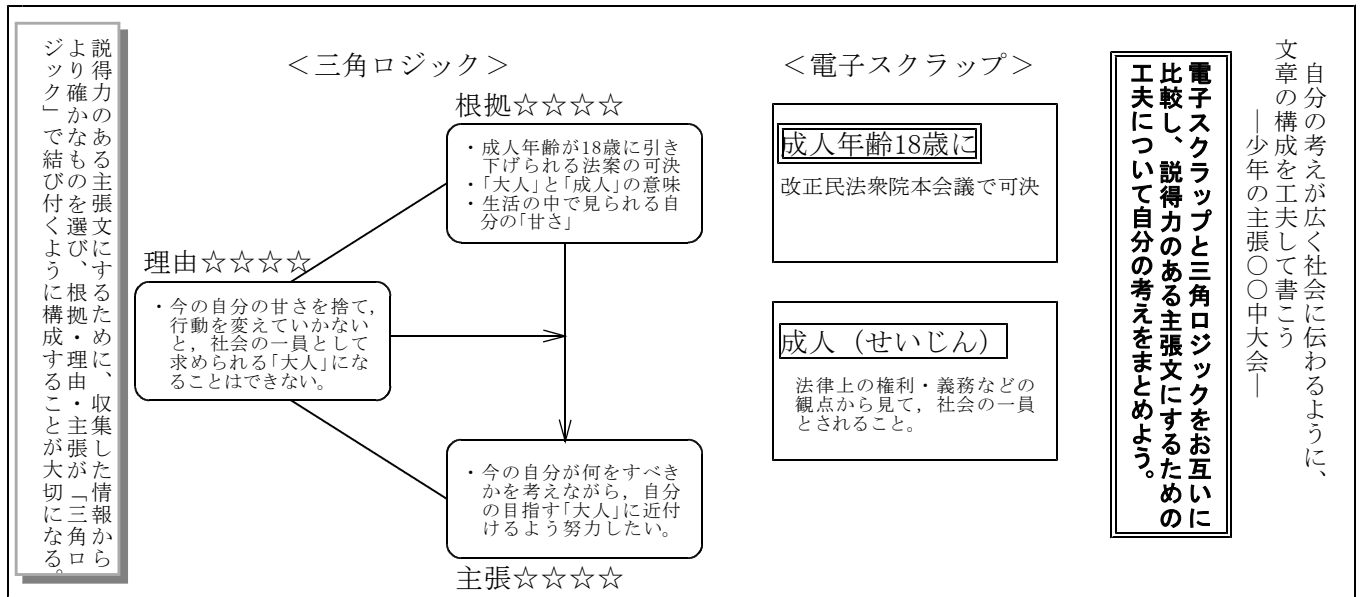 自分の考えが広く社会に伝わるように、
文章の構成を工夫して書こう
―少年の主張○○中大会―
電子スクラップと三角ロジックをお互いに
比較し、説得力のある主張文にするための
工夫について自分の考えをまとめよう。
＜電子スクラップ＞
成人年齢18歳に
改正民法衆院本会議で可決
成人（せいじん）
法律上の権利・義務などの
観点から見て，社会の一員
とされること。
＜三角ロジック＞
根拠☆☆☆☆
・成人年齢が18歳に引き
下げられる法案の可決
・「大人」と「成人」の意味
・生活の中で見られる自
分の「甘さ」
理由☆☆☆☆
・今の自分の甘さを捨て，
行動を変えていかない
と，社会の一員として
求められる「大人」にな
ることはできない。
・今の自分が何をすべき
かを考えながら，自分
の目指す「大人」に近付
けるよう努力したい。
主張☆☆☆☆
説得力のある主張文にするために、収集した情報から
より確かなものを選び、根拠・理由・主張が「三角ロ
ジック」で結び付くように構成することが大切になる。